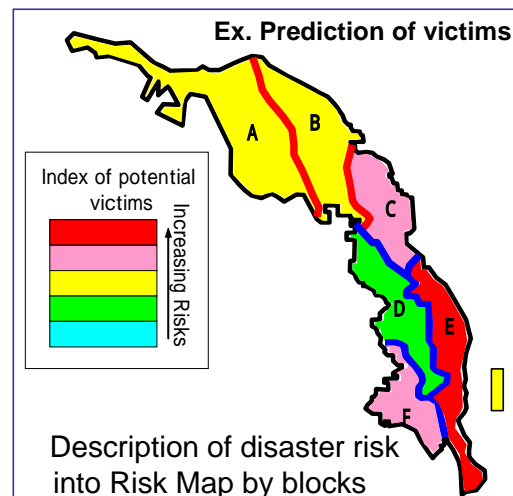 Ex. Prediction of victims
A
B
C
D
E
F
Index of potential
victims
Increasing Risks
Description of disaster risk
into Risk Map by blocks